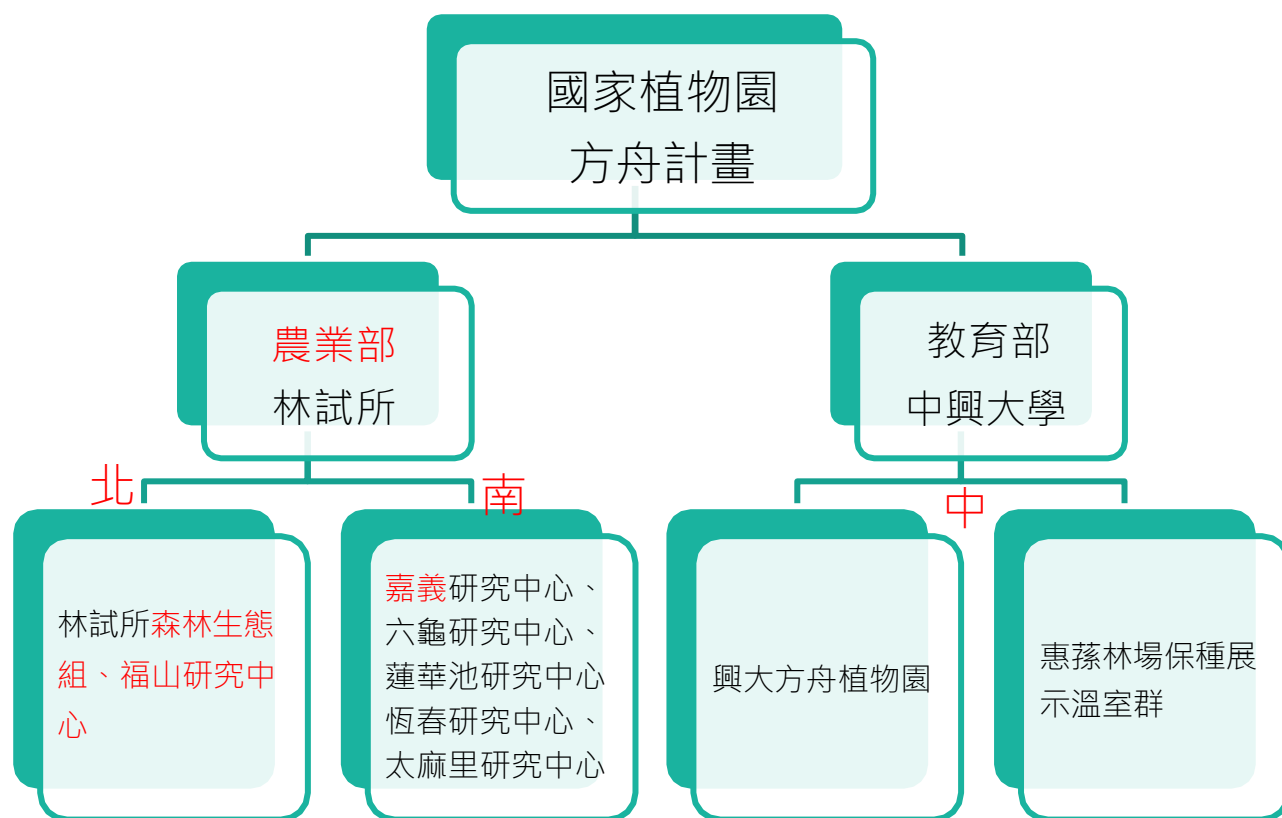 國家植物園
方舟計畫
農業部
林試所
教育部
中興大學
北
南
中
林試所森林生態
組、福山研究中
心
嘉義研究中心、
六龜研究中心、
蓮華池研究中心
恆春研究中心、
太麻里研究中心
興大方舟植物園
惠蓀林場保種展
示溫室群